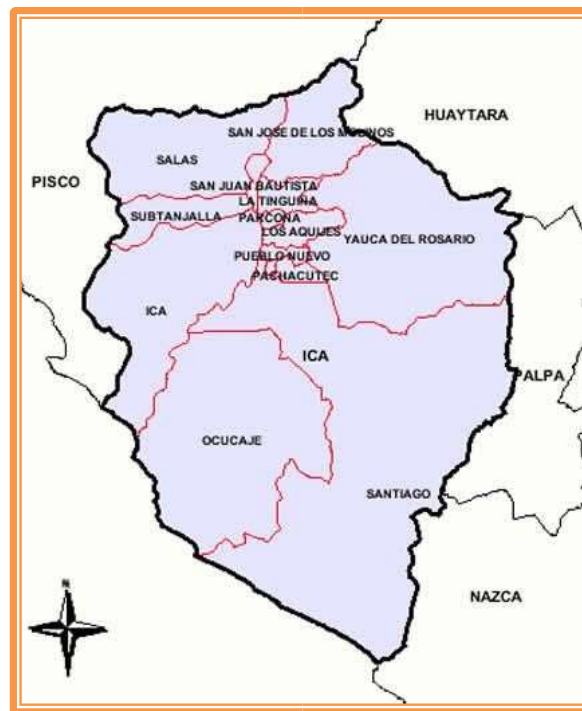 HUAYTARA
SAN JOSE DE LOS MOLINOS
SALAS
PISCO
SAN JUAN BAUTISTA
LA TINGUIÑA
SUBTANJALLA
PARCONA
LOS AQUIJES
YAUCA DEL ROSARIO
PUEBLO NUEVO
PACHACUTEC
ICA
ICA
PALPA
OCUCAJE
SANTIAGO
N
NAZCA